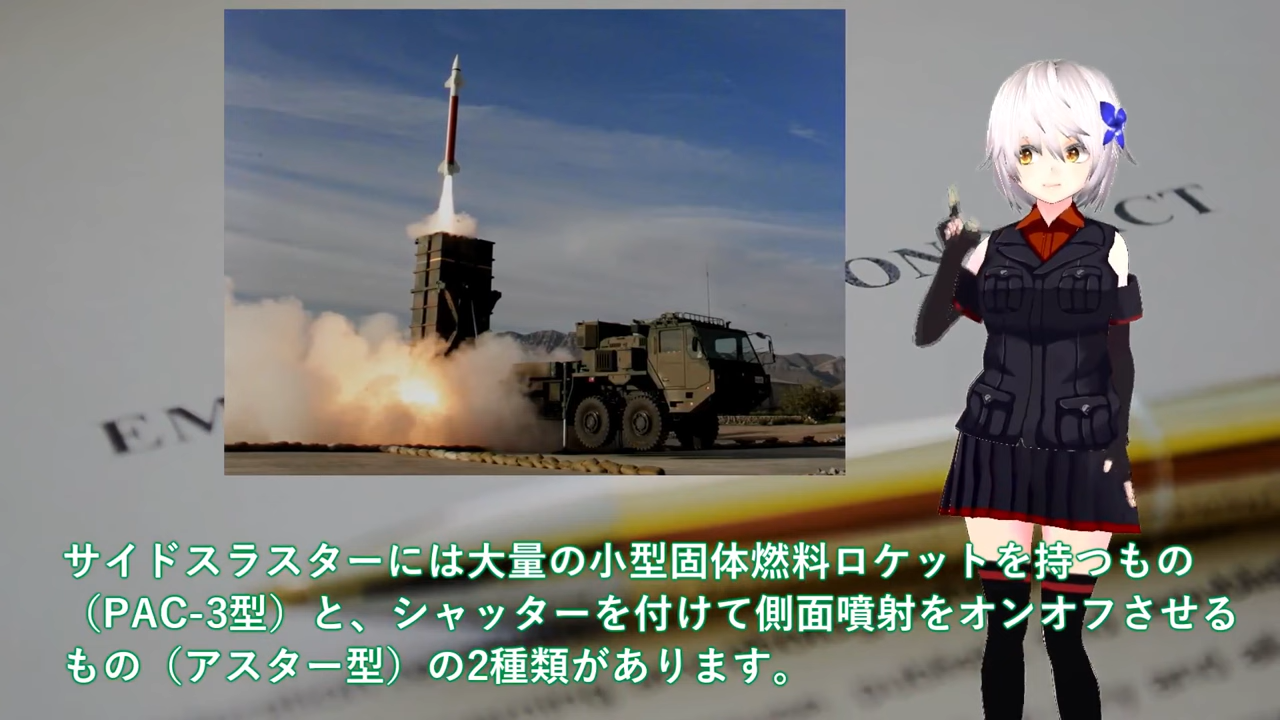 サイドスラスターには大量の小型固体燃料ロケットを持つもの
（PAC-3型）と、シャッターを付けて側面噴射をオンオフさせる
もの（アスター型）の2種類があります。